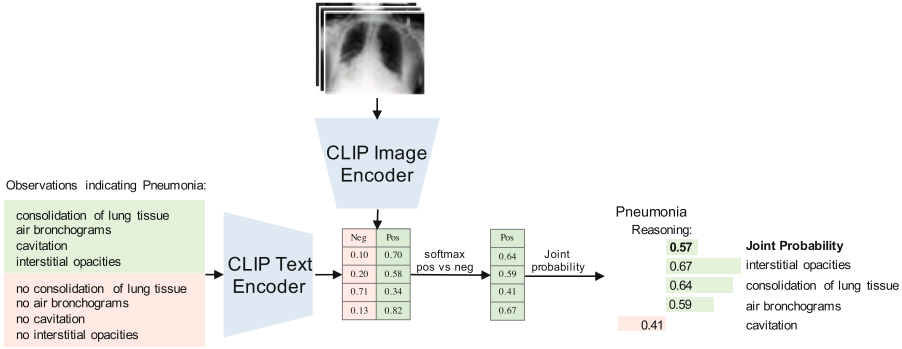 CLIP Image
Encoder
Observations indicating Pneumonia:
consolidation of lung tissue
air bronchograms
cavitation
interstitial opacities
no consolidation of lung tissue
no air bronchograms
no cavitation
no interstitial opacities
CLIP Text
Encoder
Neg Pos
0.10 0.70
0.20 0.58
0.71 0.34
0.13 0.82
softmax
pos vs neg
Pos
0.64
0.59
0.41
0.67
Joint
probability
Pneumonia
Reasoning:
0.57 Joint Probability
0.67 interstitial opacities
0.64 consolidation of lung tissue
0.59 air bronchograms
0.41 cavitation